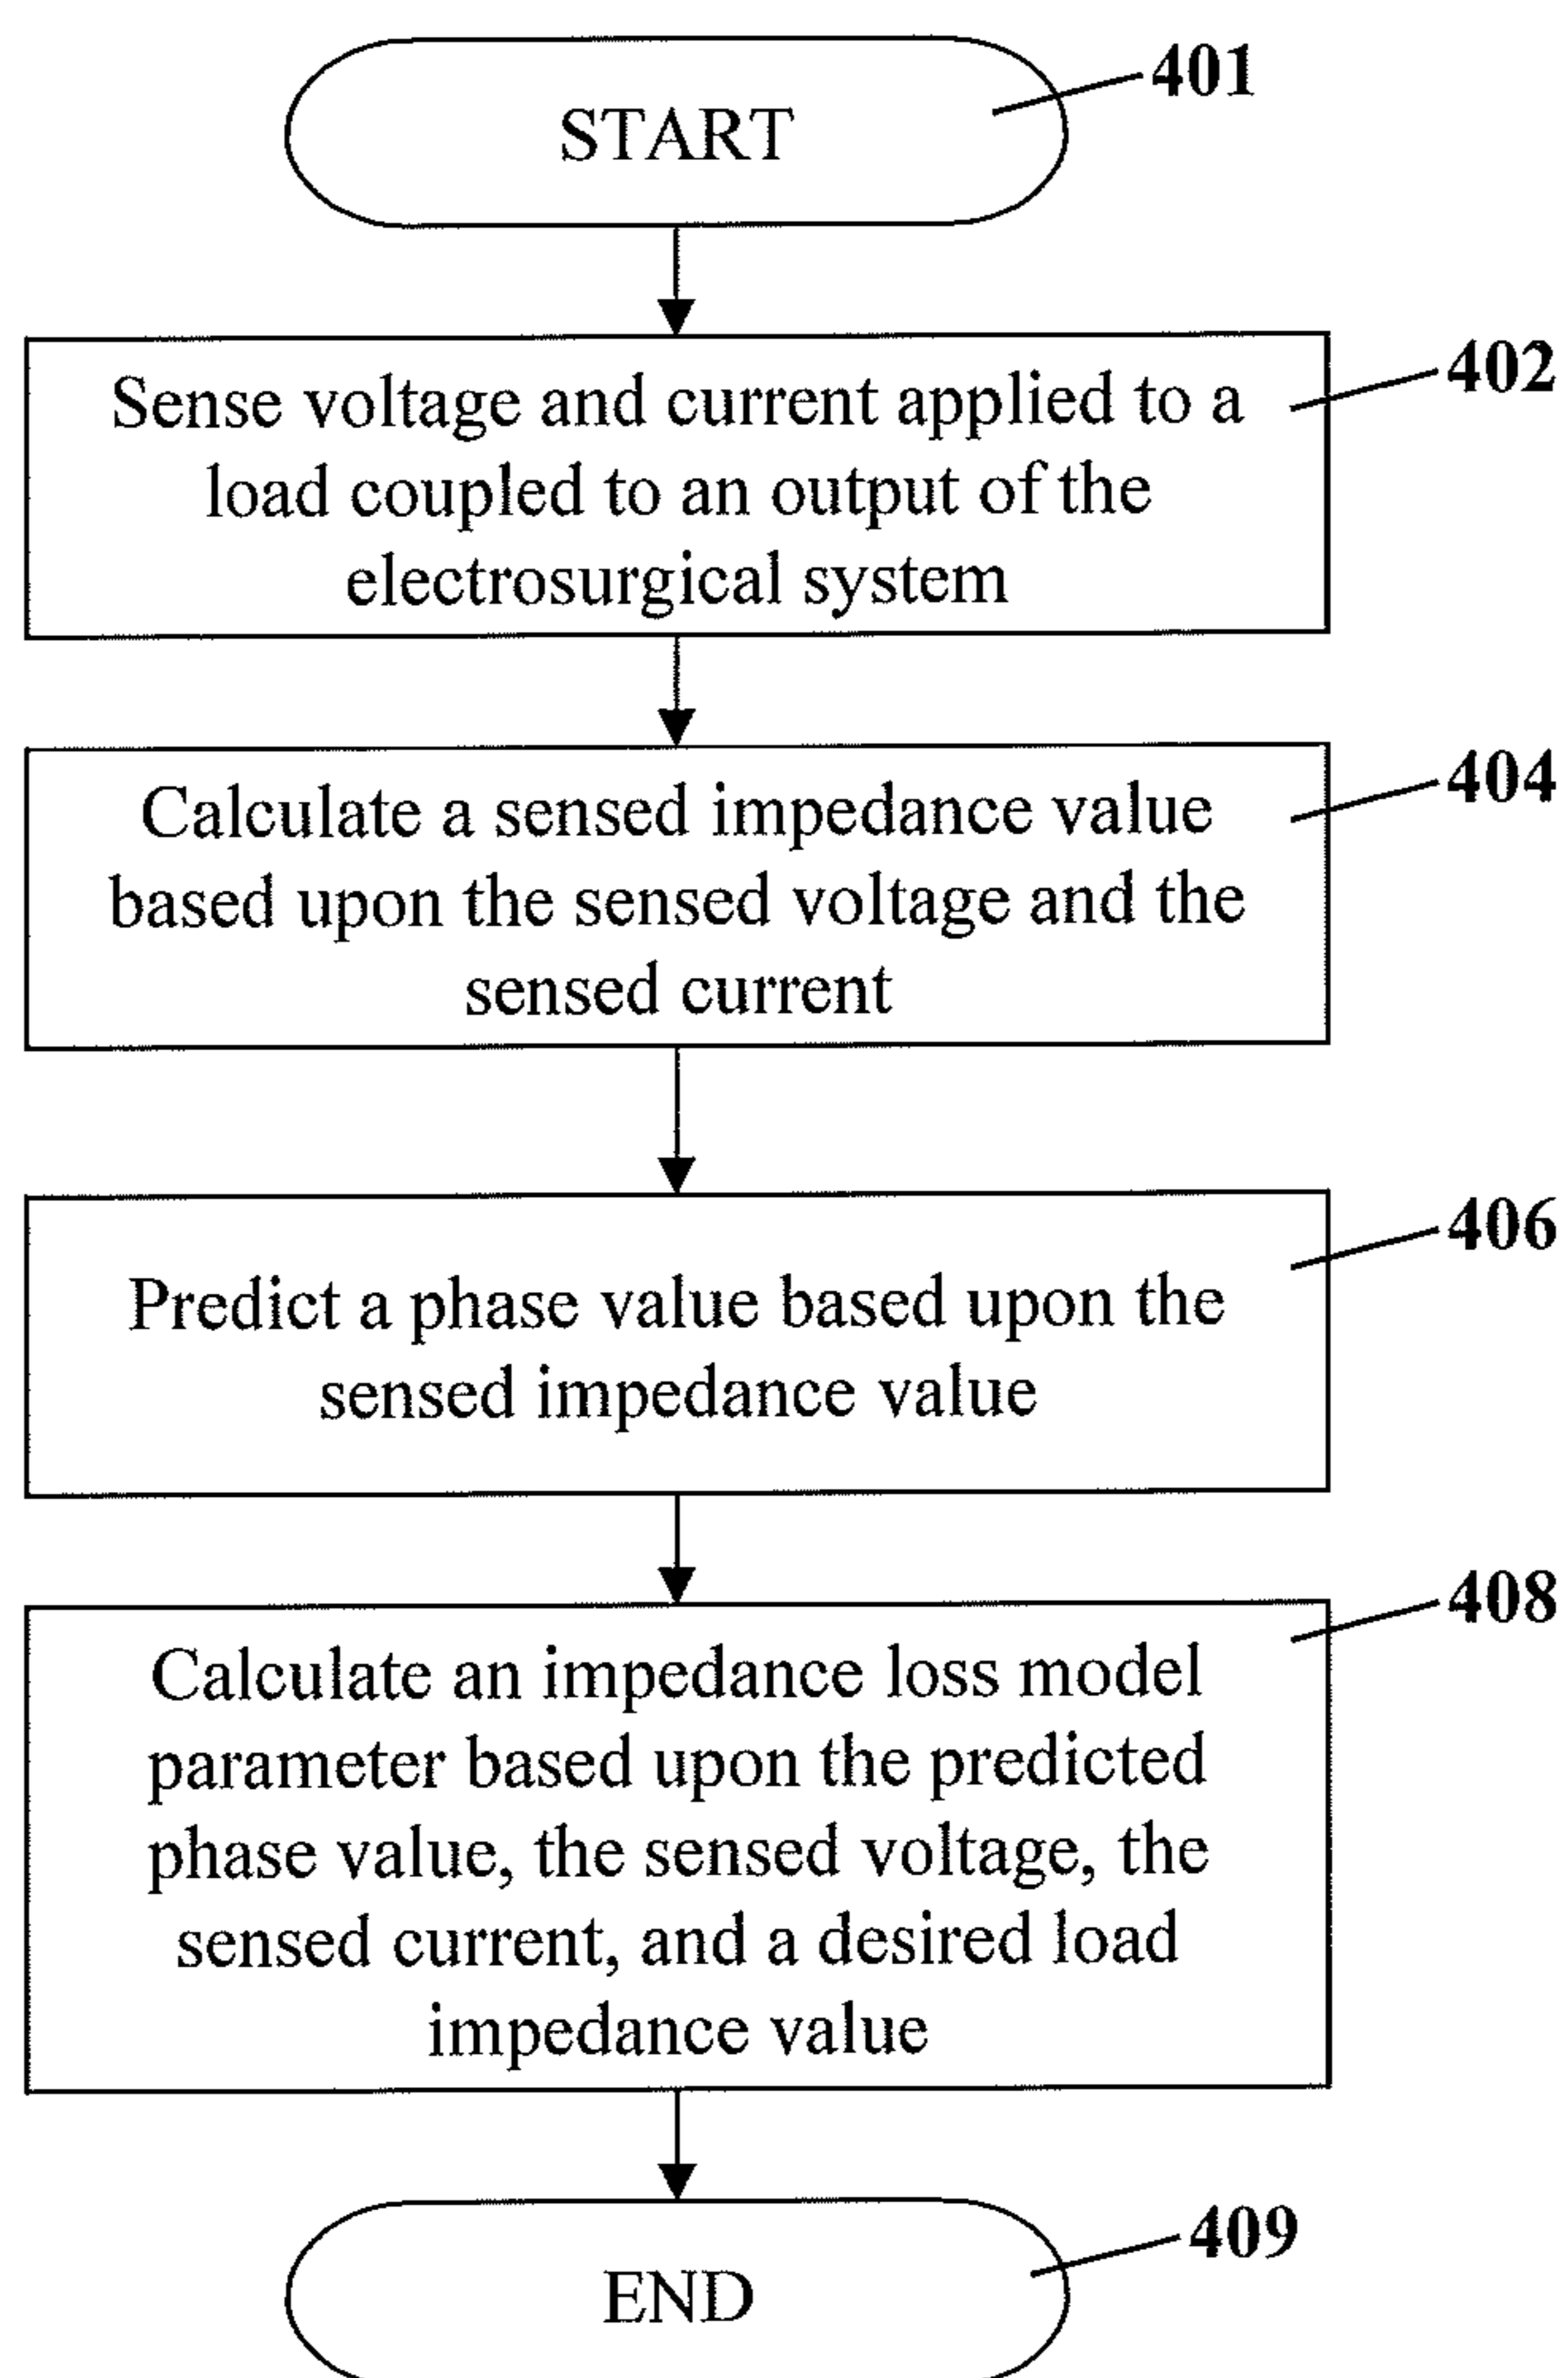 START
401
Sense voltage and current applied to a
load coupled to an output of the
electrosurgical system
402
Calculate a sensed impedance value
based upon the sensed voltage and the
sensed current
404
Predict a phase value based upon the
sensed impedance value
406
Calculate an impedance loss model
parameter based upon the predicted
phase value, the sensed voltage, the
sensed current, and a desired load
impedance value
408
END
409